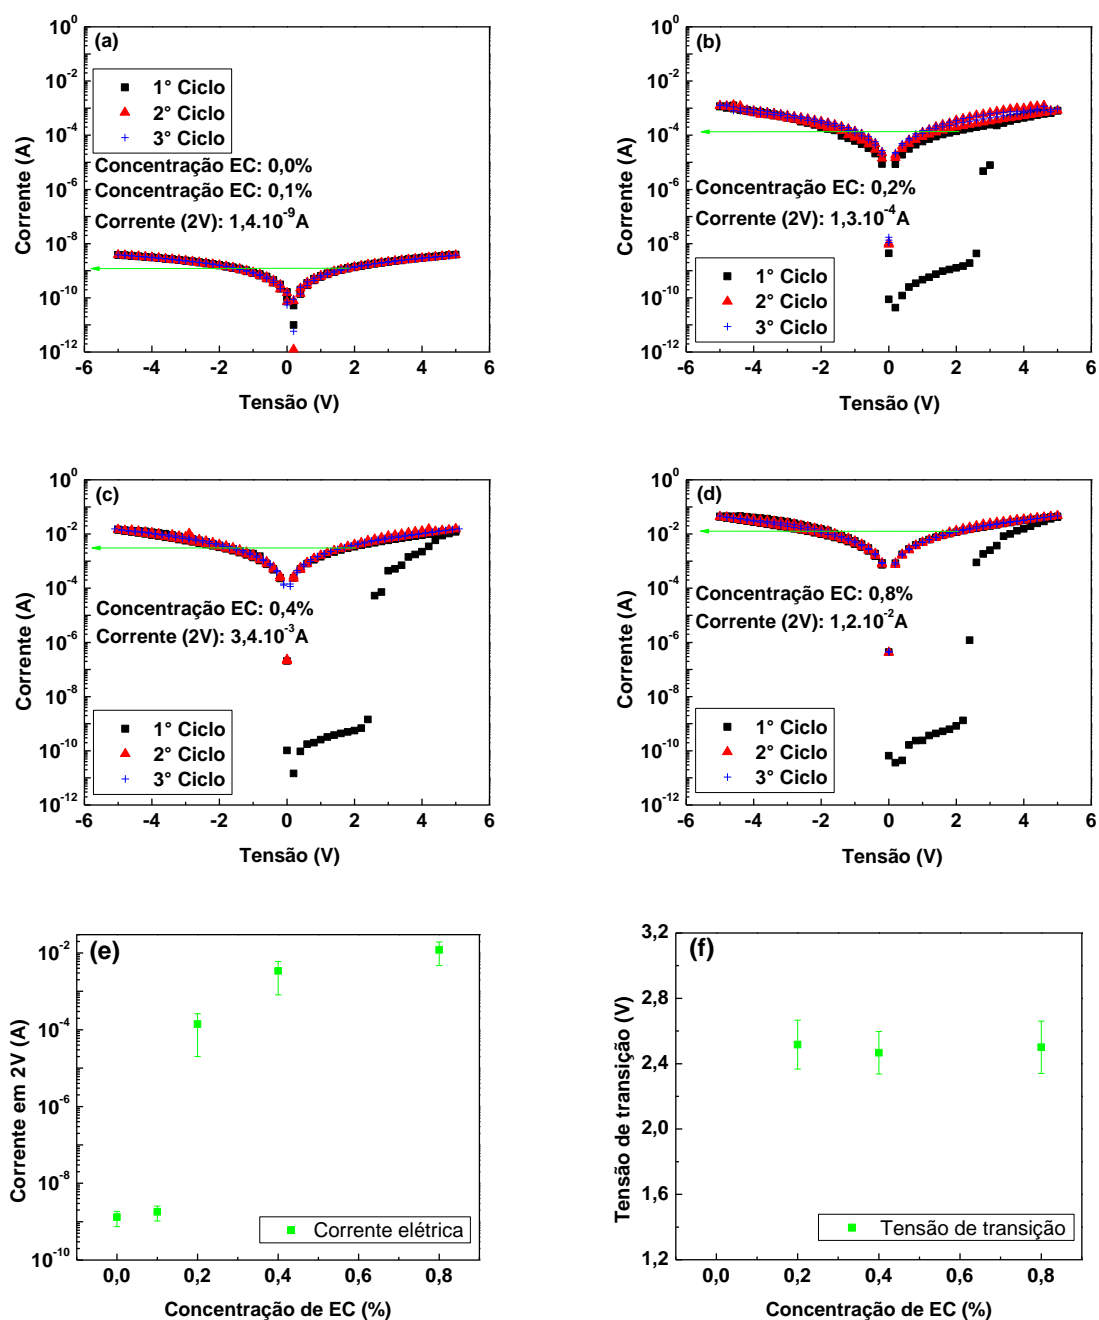 (a)
10^0
10^-2
10^-4
10^-6
10^-8
10^-10
10^-12
Corrente (A)
1° Ciclo
2° Ciclo
3° Ciclo
Concentração EC: 0,0%
Concentração EC: 0,1%
Corrente (2V): 1,4.10^-9A
-6 -4 -2 0 2 4 6
Tensão (V)
(b)
10^0
10^-2
10^-4
10^-6
10^-8
10^-10
10^-12
Corrente (A)
Concentração EC: 0,2%
Corrente (2V): 1,3.10^-4A
1° Ciclo
2° Ciclo
3° Ciclo
-6 -4 -2 0 2 4 6
Tensão (V)
(c)
10^0
10^-2
10^-4
10^-6
10^-8
10^-10
10^-12
Corrente (A)
Concentração EC: 0,4%
Corrente (2V): 3,4.10^-3A
1° Ciclo
2° Ciclo
3° Ciclo
-6 -4 -2 0 2 4 6
Tensão (V)
(d)
10^0
10^-2
10^-4
10^-6
10^-8
10^-10
10^-12
Corrente (A)
Concentração EC: 0,8%
Corrente (2V): 1,2.10^-2A
1° Ciclo
2° Ciclo
3° Ciclo
-6 -4 -2 0 2 4 6
Tensão (V)
(e)
10^-2
10^-4
10^-6
10^-8
10^-10
Corrente em 2V (A)
Corrente elétrica
0,0 0,2 0,4 0,6 0,8
Concentração de EC (%)
(f)
3,2
2,8
2,4
2,0
1,6
1,2
Tensão de transição (V)
Tensão de transição
0,0 0,2 0,4 0,6 0,8
Concentração de EC (%)